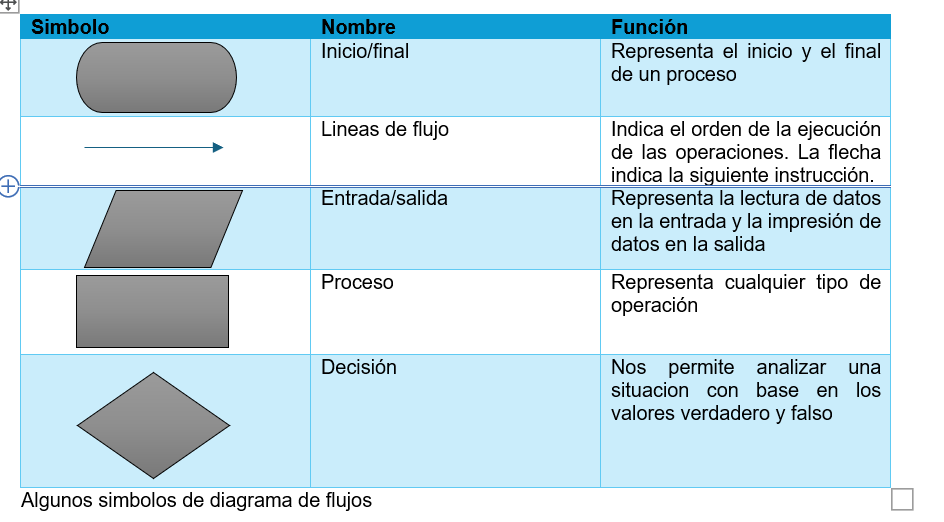 Simbolo Nombre Función
Inicio/final
Representa el inicio y el final
de un proceso
Lineas de flujo
Indica el orden de la ejecución
de las operaciones. La flecha
indica la siguiente instrucción.
Entrada/salida
Representa la lectura de datos
en la entrada y la impresión de
datos en la salida
Proceso
Representa cualquier tipo de
operación
Decisión
Nos permite analizar una
situacion con base en los
valores verdadero y falso
Algunos simbolos de diagrama de flujos